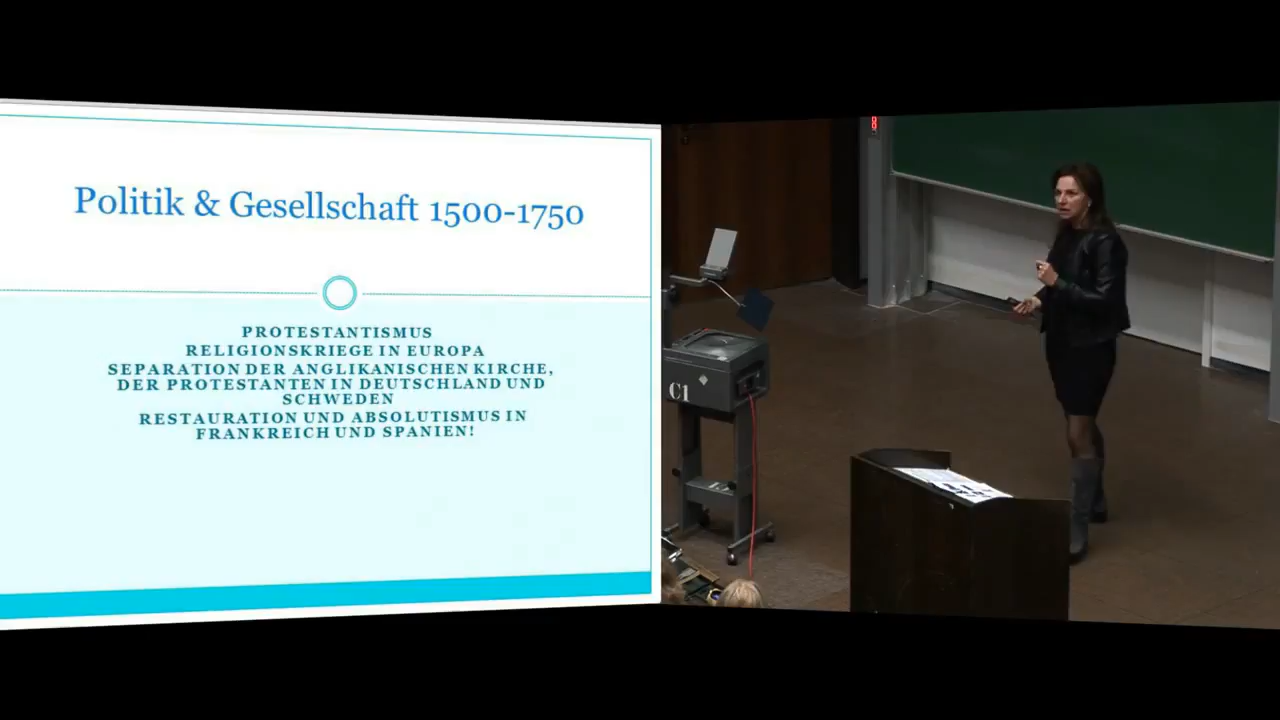 Politik & Gesellschaft 1500-1750
PROTESTANTISMUS
RELIGIONSKRIEGE IN EUROPA
SEPARATION DER ANGLIKANISCHEN KIRCHE,
DER PROTESTANTEN IN DEUTSCHLAND UND
SCHWEDEN
RESTAURATION UND ABSOLUTISMUS IN
FRANKREICH UND SPANIEN!
C1